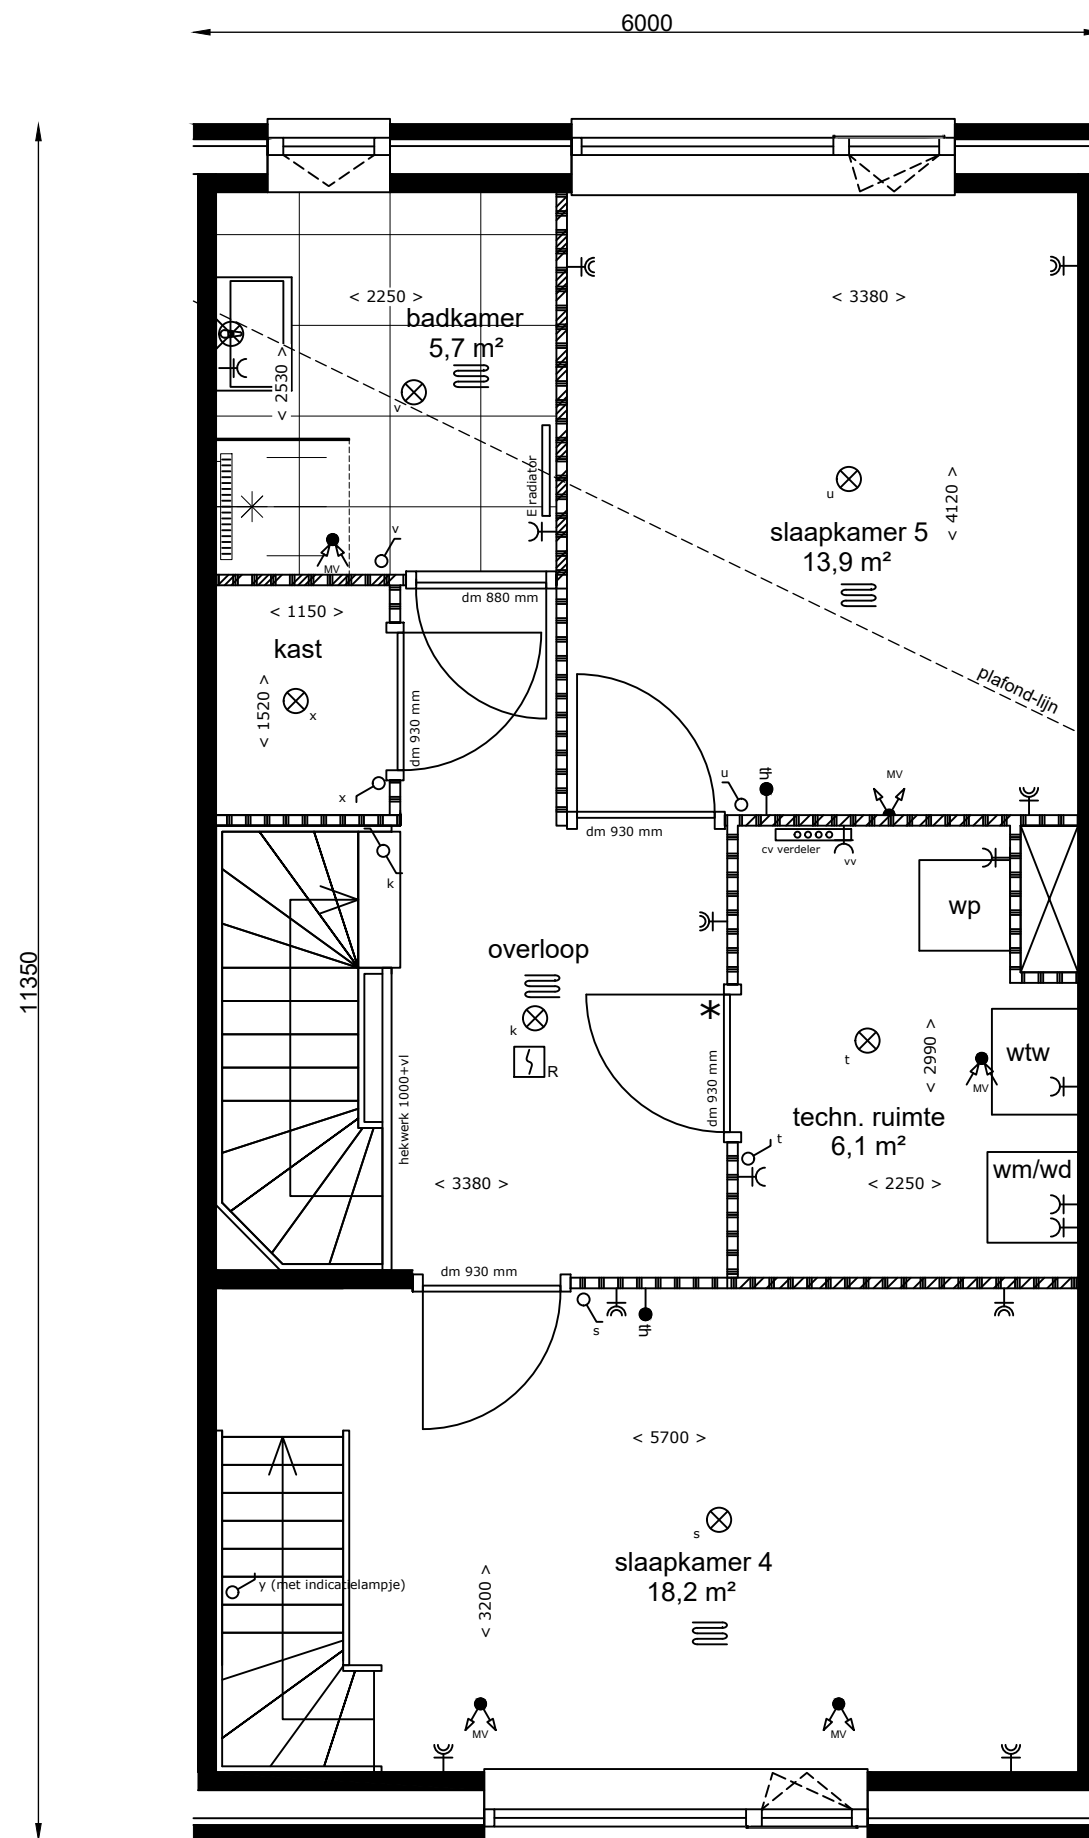 6000
11350
< 2250 >
badkamer
5,7 m²
< 2530 >
v
E radiator
v
MV
< 3380 >
u
< 4120 >
slaapkamer 5
13,9 m²
plafond-lijn
dm 880 mm
< 1150 >
kast
< 1520 >
x
dm 930 mm
x
u
th
MV
dm 930 mm
cv verdeler
vv
k
wp
overloop
k
R
*
wtw
t
< 2990 >
MV
hekwerk 1000+vl
dm 930 mm
techn. ruimte
6,1 m²
t
wm/wd
< 3380 >
< 2250 >
dm 930 mm
s
th
< 5700 >
s
slaapkamer 4
18,2 m²
y (met indicatielampje)
< 3200 >
MV
MV